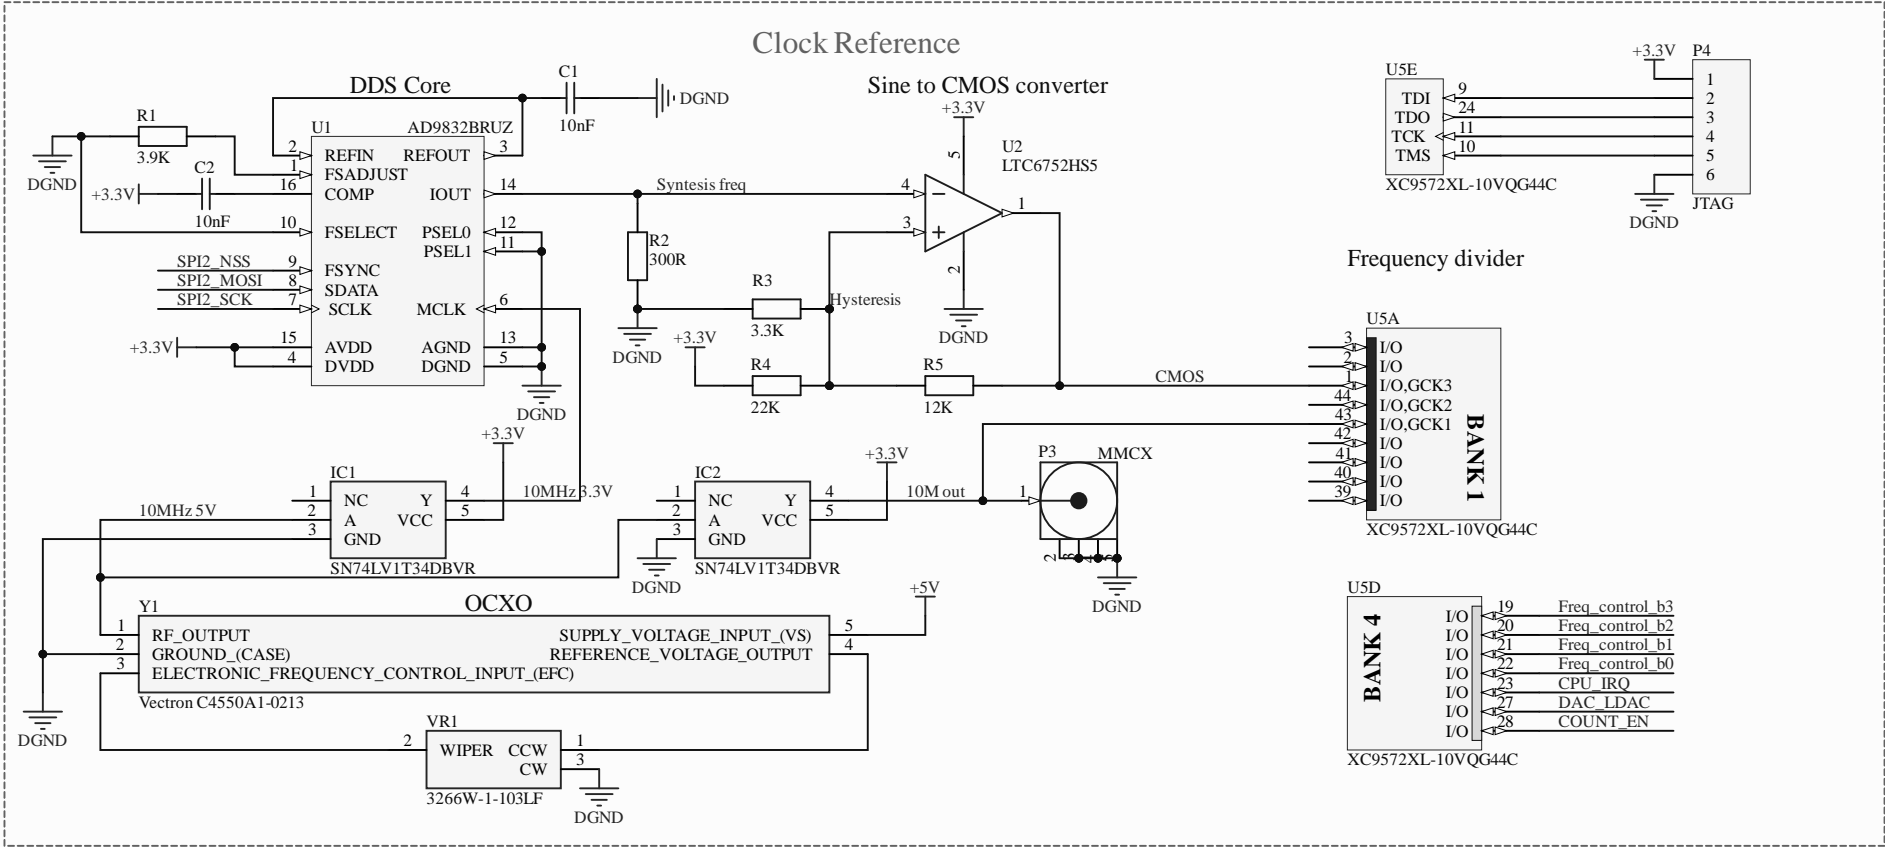 Clock Reference
DDS Core
Sine to CMOS converter
C1
10nF
DGND
R1
3.9K
DGND
C2
10nF
+3.3V
U1
AD9832BRUZ
2 REFIN REFOUT 3
1 FSADJUST
16 COMP IOUT 14
10 FSELECT PSEL0 12
PSEL1 11
SPI2_NSS 9 FSYNC
SPI2_MOSI 8 SDATA
SPI2_SCK 7 SCLK MCLK 6
+3.3V 15 AVDD AGND 13
4 DVDD DGND 5
DGND
Syntesis freq
R2
300R
DGND
R3
3.3K
Hysteresis
+3.3V
R4
22K
R5
12K
+3.3V
U2
LTC6752HS5
5
4
3
1
2
DGND
CMOS
U5E
TDI 9
TDO 24
TCK 11
TMS 10
XC9572XL-10VQG44C
+3.3V
P4
1
2
3
4
5
6
JTAG
DGND
Frequency divider
U5A
3 I/O
2 I/O
1 I/O,GCK3
44 I/O,GCK2
43 I/O,GCK1
42 I/O
41 I/O
40 I/O
39 I/O
BANK 1
XC9572XL-10VQG44C
+3.3V
IC1
1 NC Y 4
2 A VCC 5
3 GND
SN74LV1T34DBVR
10MHz 5V
10MHz 3.3V
+3.3V
IC2
1 NC Y 4
2 A VCC 5
3 GND
SN74LV1T34DBVR
DGND
10M out
P3
MMCX
1
2
DGND
OCXO
Y1
1 RF_OUTPUT SUPPLY_VOLTAGE_INPUT_(VS) 5
2 GROUND_(CASE) REFERENCE_VOLTAGE_OUTPUT 4
3 ELECTRONIC_FREQUENCY_CONTROL_INPUT_(EFC)
Vectron C4550A1-0213
+5V
DGND
VR1
2 WIPER CCW 1
CW 3
3266W-1-103LF
DGND
U5D
I/O 19 Freq_control_b3
I/O 20 Freq_control_b2
I/O 21 Freq_control_b1
I/O 22 Freq_control_b0
I/O 23 CPU_IRQ
I/O 27 DAC_LDAC
I/O 28 COUNT_EN
BANK 4
XC9572XL-10VQG44C